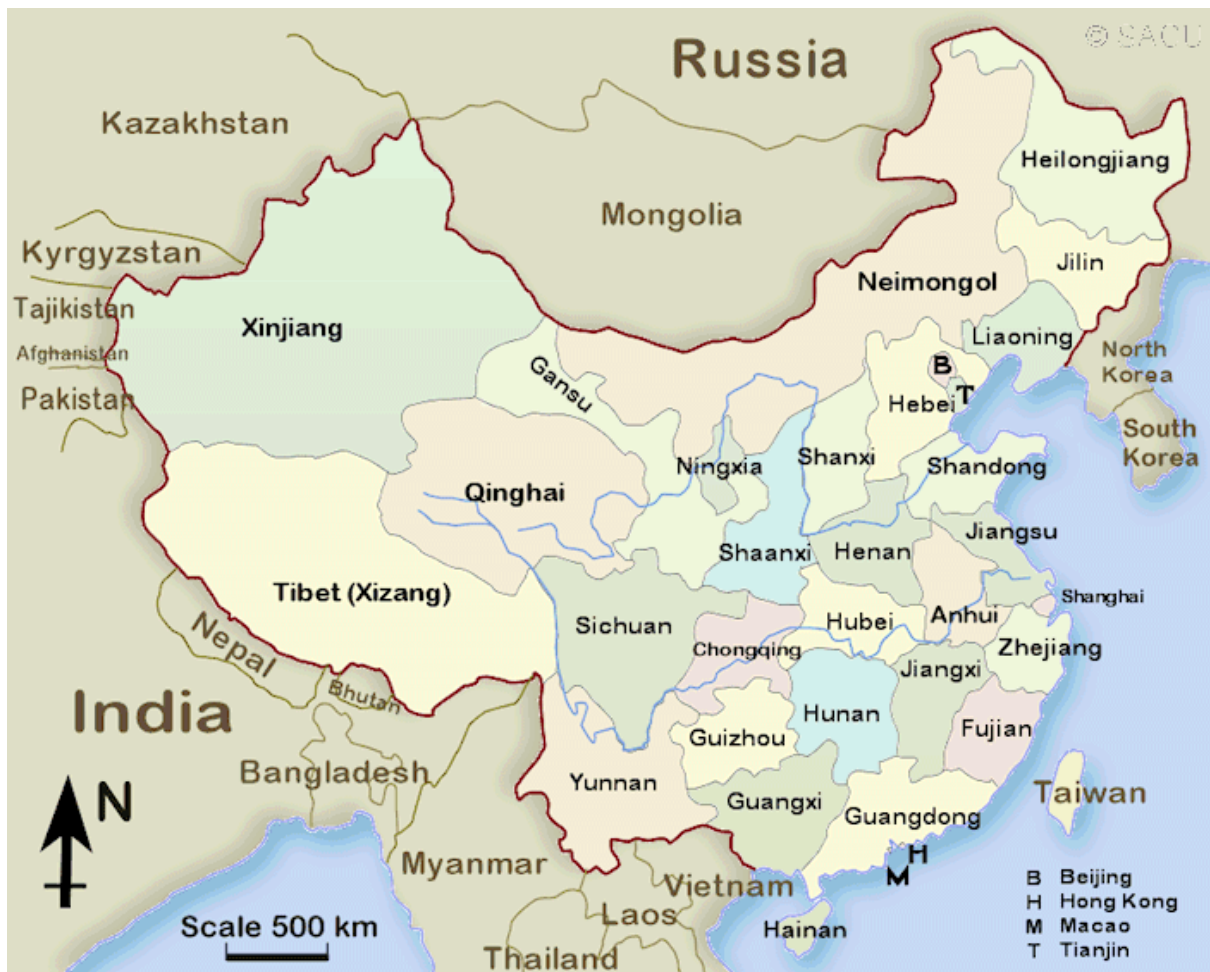 © SACU
Russia
Kazakhstan
Heilongjiang
Mongolia
Kyrgyzstan
Jilin
Neimongol
Tajikistan
Xinjiang
Liaoning
Afghanistan
North
Korea
B
Gansu
Pakistan
T
Hebei
South
Korea
Shanxi
Ningxia
Shandong
Qinghai
Jiangsu
Shaanxi
Henan
Tibet (Xizang)
Shanghai
Anhui
Hubei
Sichuan
Nepal
Chongqing
Zhejiang
Jiangxi
Bhutan
India
Hunan
Fujian
Guizhou
Bangladesh
Yunnan
Taiwan
N
Guangxi
Guangdong
H
Myanmar
M
Vietnam
B Beijing
H Hong Kong
M Macao
T Tianjin
Laos
Scale 500 km
Hainan
Thailand